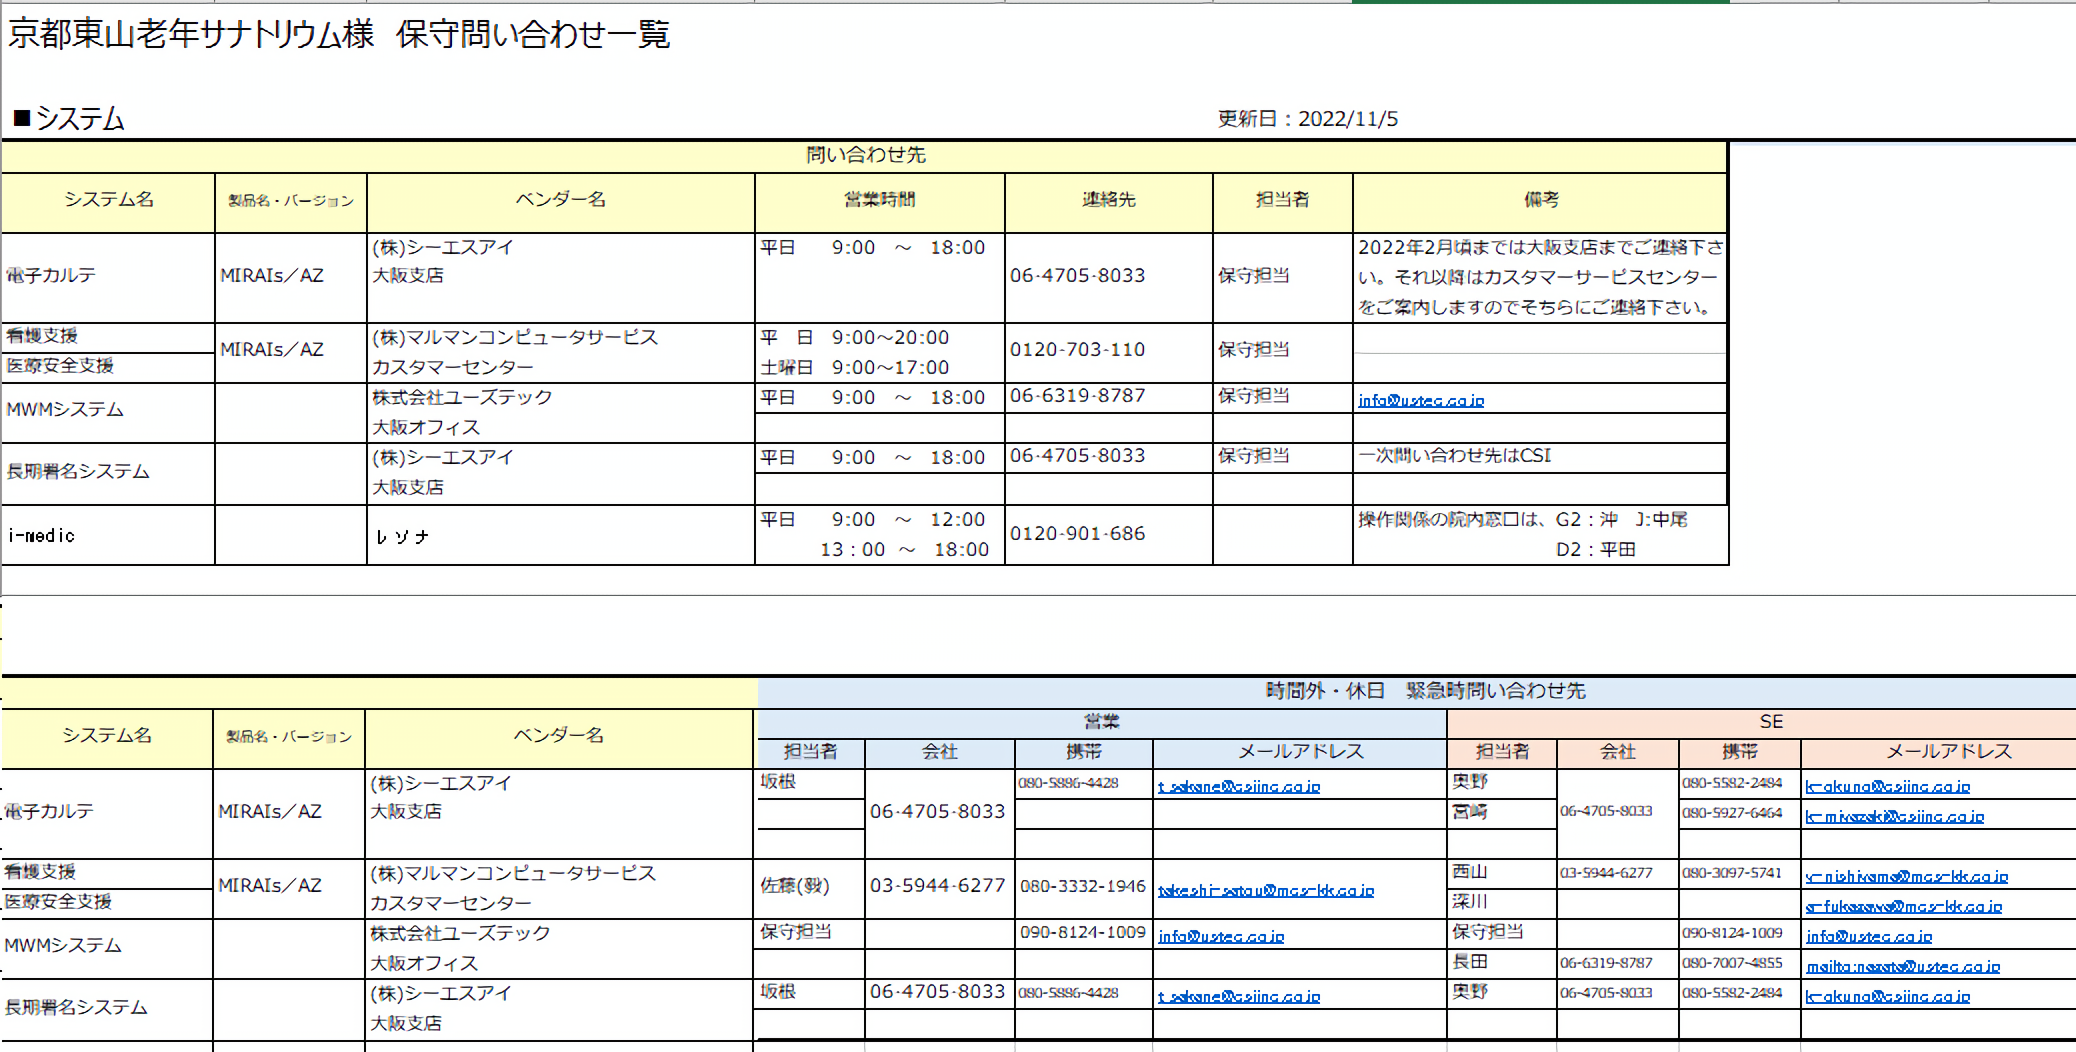 京都東山老年サナトリウム様　保守問い合わせ一覧
■システム
更新日：2022/11/5
問い合わせ先
システム名 製品名・バージョン ベンダー名 営業時間 連絡先 担当者 備考
電子カルテ MIRAIs／AZ (株)シーエスアイ 大阪支店 平日 9:00 ～ 18:00 06-4705-8033 保守担当
2022年2月頃までは大阪支店までご連絡下さ
い。それ以降はカスタマーサービスセンター
をご案内しますのでそちらにご連絡下さい。
看護支援
医療安全支援
MIRAIs／AZ
(株)マルマンコンピュータサービス
カスタマーセンター
平　日 9:00～20:00
土曜日 9:00～17:00
0120-703-110 保守担当
MWMシステム
株式会社ユーズテック
大阪オフィス
平日 9:00 ～ 18:00 06-6319-8787 保守担当 info@ustec.co.jp
長期署名システム
(株)シーエスアイ
大阪支店
平日 9:00 ～ 18:00 06-4705-8033 保守担当 一次問い合わせ先はCSI
i-medic レゾナ
平日 9:00 ～ 12:00
13：00 ～ 18:00
0120-901-686
操作関係の院内窓口は、G2：沖　J:中尾
D2：平田
時間外・休日　緊急時問い合わせ先
営業 SE
システム名 製品名・バージョン ベンダー名 担当者 会社 携帯 メールアドレス 担当者 会社 携帯 メールアドレス
電子カルテ MIRAIs／AZ
(株)シーエスアイ
大阪支店
坂根 06-4705-8033 080-5886-4428 t.sakane@csiinc.co.jp
奥野 06-4705-8033 080-5582-2484 k-okuno@csiinc.co.jp
宮崎 080-5927-6464 k-miyazaki@csiinc.co.jp
看護支援
医療安全支援
MIRAIs／AZ
(株)マルマンコンピュータサービス
カスタマーセンター
佐藤(毅) 03-5944-6277 080-3332-1946 takeshi-satou@mcs-kk.co.jp
西山 03-5944-6277 080-3097-5741 y-nishiyama@mcs-kk.co.jp
深川 a-fukagawa@mcs-kk.co.jp
MWMシステム
株式会社ユーズテック
大阪オフィス
保守担当 090-8124-1009 info@ustec.co.jp
保守担当 090-8124-1009 info@ustec.co.jp
長田 06-6319-8787 080-7007-4855 mailto:nagata@ustec.co.jp
長期署名システム
(株)シーエスアイ
大阪支店
坂根 06-4705-8033 080-5886-4428 t.sakane@csiinc.co.jp
奥野 06-4705-8033 080-5582-2484 k-okuno@csiinc.co.jp